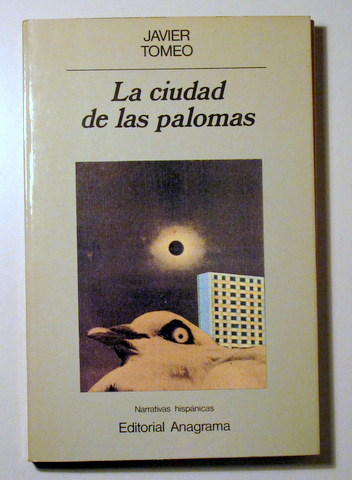 JAVIER
TOMEO
La ciudad
de las palomas
Narrativas hispánicas
Editorial Anagrama